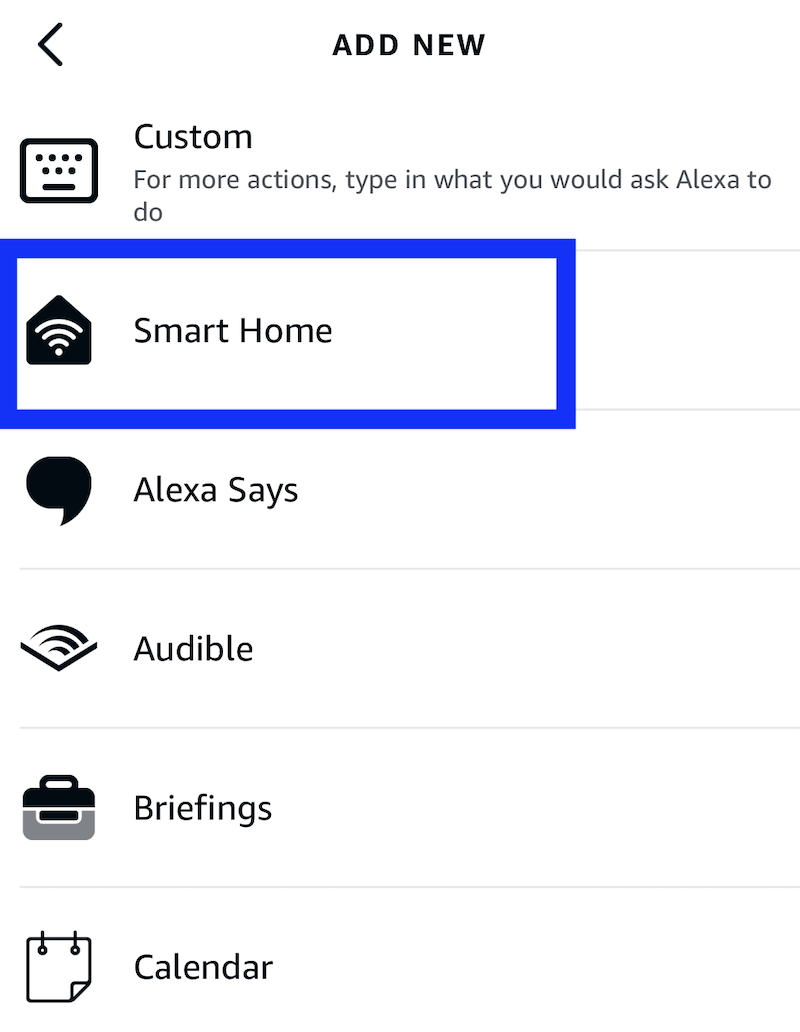 ADD NEW
Custom
For more actions, type in what you would ask Alexa to
do
Smart Home
Alexa Says
Audible
Briefings
Calendar